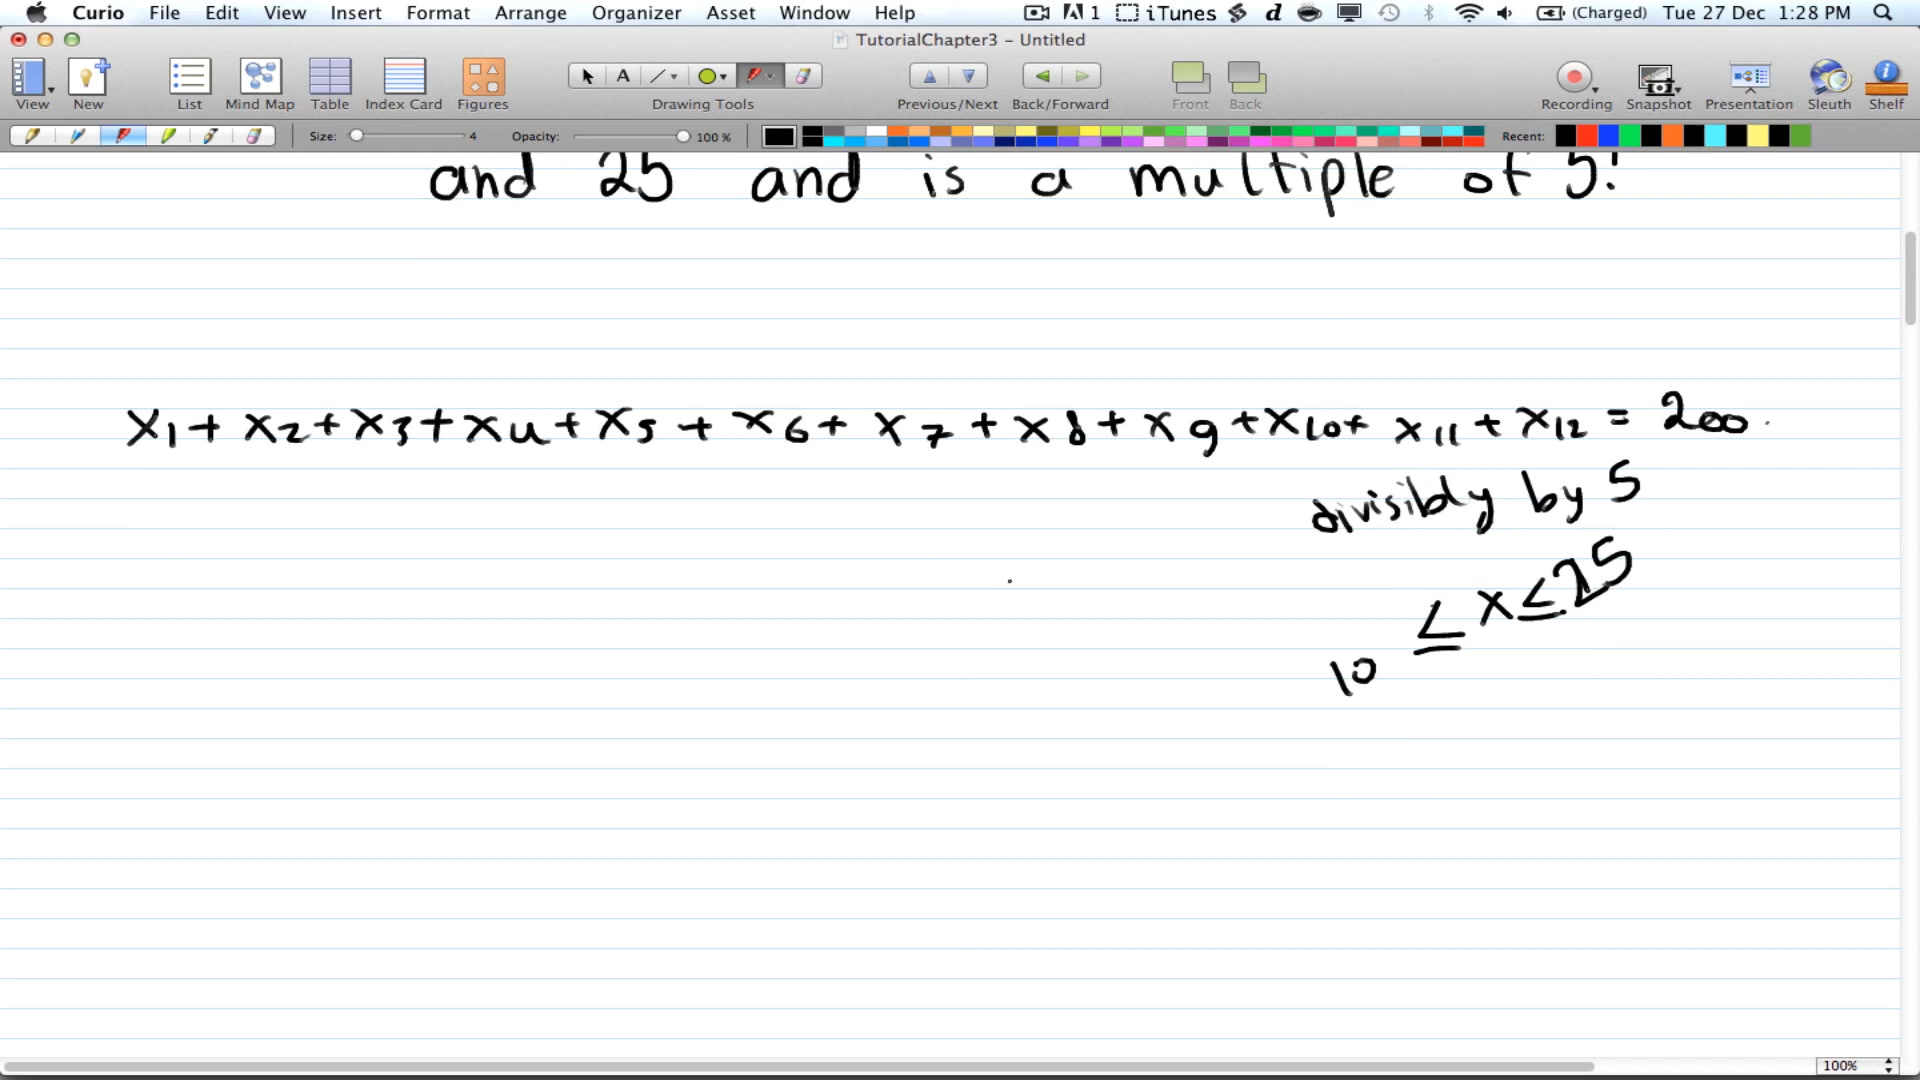 Curio File Edit View Insert Format Arrange Organizer Asset Window Help 1 iTunes d (Charged) Tue 27 Dec 1:28 PM
TutorialChapter3 – Untitled
A
View New List Mind Map Table Index Card Figures Drawing Tools Previous/Next Back/Forward Front Back Recording Snapshot Presentation Sleuth Shelf
Size: 4 Opacity: 100 % Recent:
and 25 and is a multiple of 5?
x1 + x2 + x3 + x4 + x5 + x6 + x7 + x8 + x9 + x10 + x11 + x12 = 200
divisibly by 5
10 ≤ x ≤ 25
100%